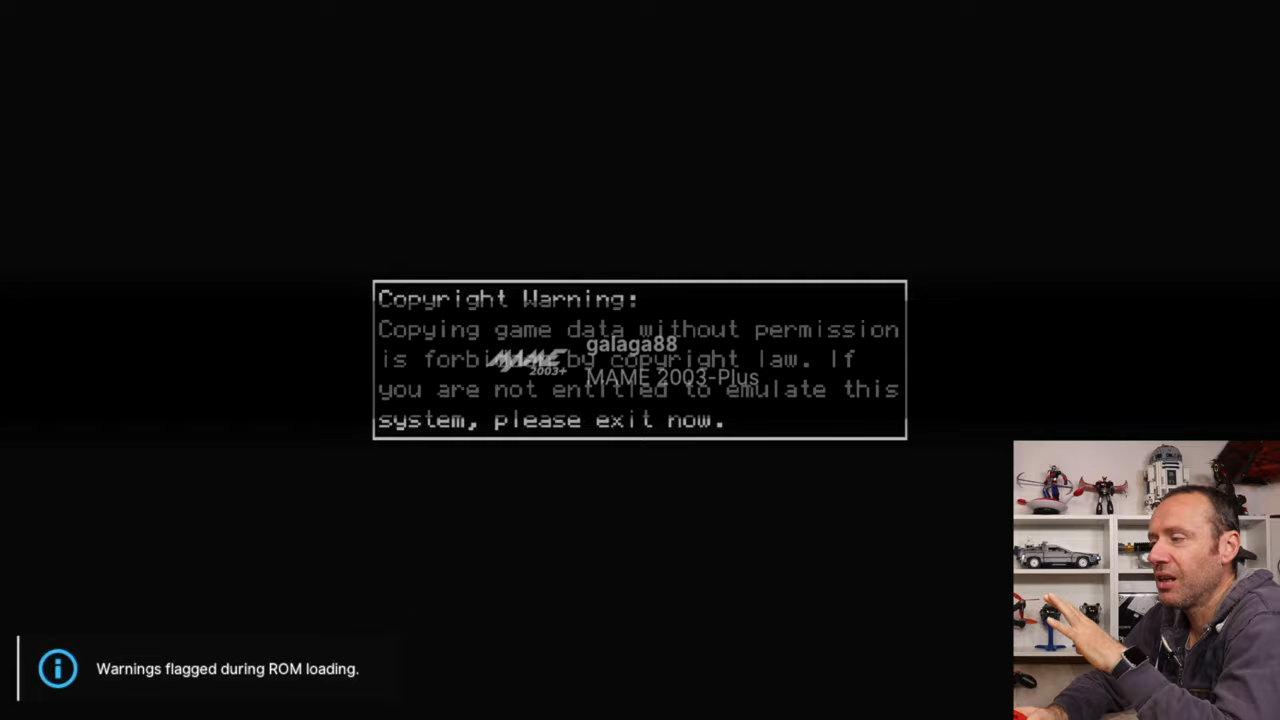 Copyright Warning:
Copying game data without permission
is forbi by copyright law. If
you are not entitled to emulate this
system, please exit now.
galaga88
MAME 2003+
MAME 2003-Plus
Warnings flagged during ROM loading.